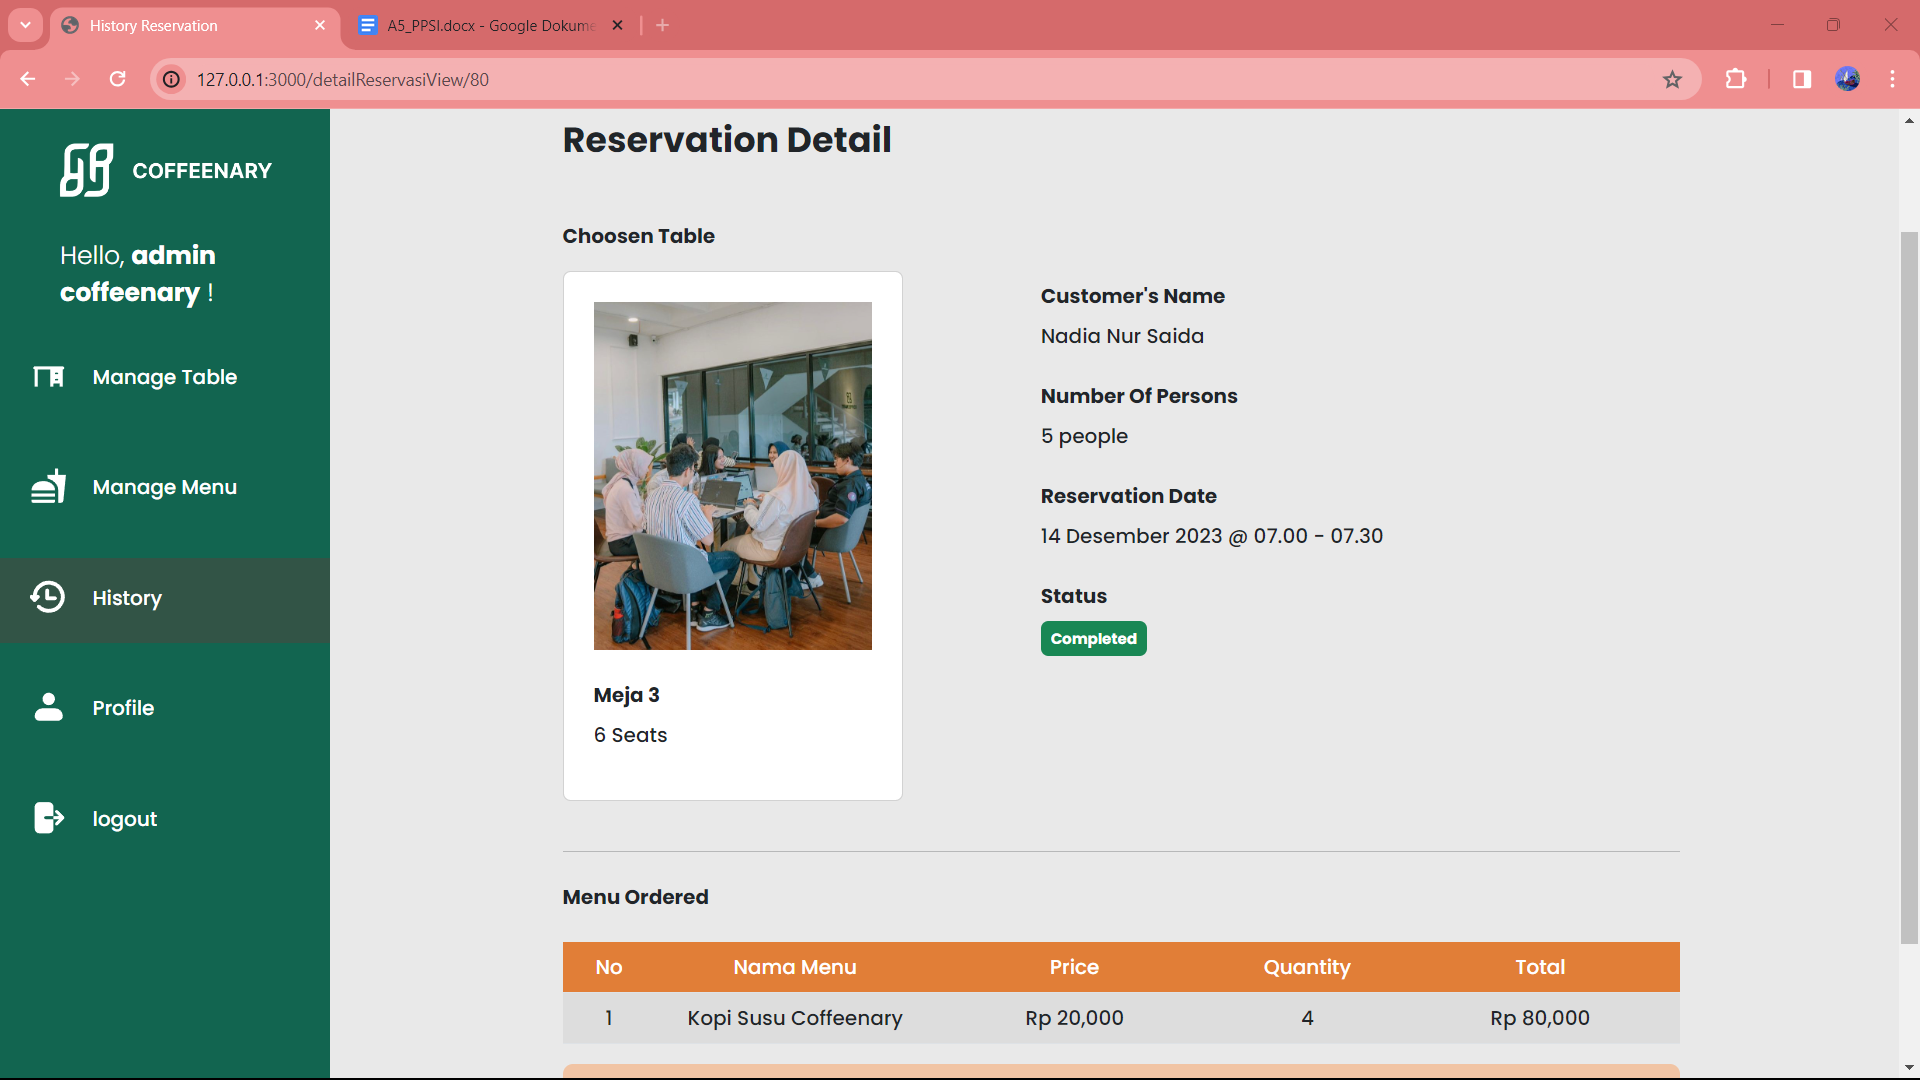 History Reservation
A5_PPSI.docx - Google Dokume
127.0.0.1:3000/detailReservasiView/80
COFFEENARY
Hello, admin
coffeenary !
Manage Table
Manage Menu
History
Profile
logout
Reservation Detail
Choosen Table
Meja 3
6 Seats
Customer's Name
Nadia Nur Saida
Number Of Persons
5 people
Reservation Date
14 Desember 2023 @ 07.00 - 07.30
Status
Completed
Menu Ordered
No Nama Menu Price Quantity Total
1 Kopi Susu Coffeenary Rp 20,000 4 Rp 80,000